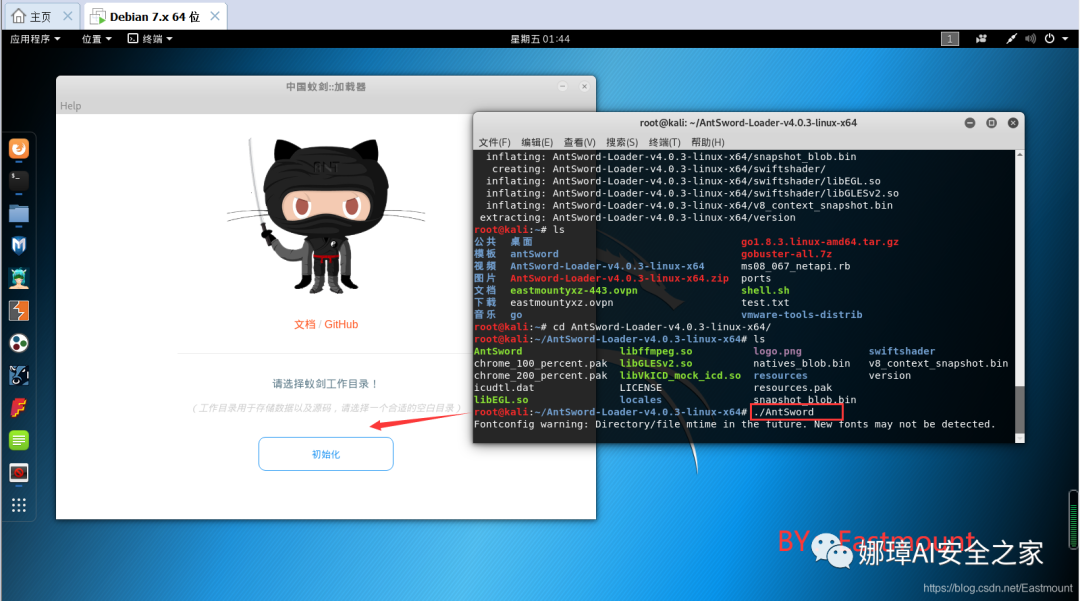 主页
Debian 7.x 64 位
应用程序 位置 终端
星期五 01:44
1
中国蚁剑::加载器
Help
ANT
文档 / GitHub
请选择蚁剑工作目录！
( 工作目录用于存储数据以及源码，请选择一个合适的空白目录 )
初始化
root@kali: ~/AntSword-Loader-v4.0.3-linux-x64
文件(F) 编辑(E) 查看(V) 搜索(S) 终端(T) 帮助(H)
inflating: AntSword-Loader-v4.0.3-linux-x64/snapshot_blob.bin
creating: AntSword-Loader-v4.0.3-linux-x64/swiftshader/
inflating: AntSword-Loader-v4.0.3-linux-x64/swiftshader/libEGL.so
inflating: AntSword-Loader-v4.0.3-linux-x64/swiftshader/libGLESv2.so
inflating: AntSword-Loader-v4.0.3-linux-x64/v8_context_snapshot.bin
extracting: AntSword-Loader-v4.0.3-linux-x64/version
root@kali:~# ls
公共 桌面 go1.8.3.linux-amd64.tar.gz
模板 antSword gobuster-all.7z
视频 AntSword-Loader-v4.0.3-linux-x64 ms08_067_netapi.rb
图片 AntSword-Loader-v4.0.3-linux-x64.zip ports
文档 eastmountyxz-443.ovpn shell.sh
下载 eastmountyxz.ovpn test.txt
音乐 go vmware-tools-distrib
root@kali:~# cd AntSword-Loader-v4.0.3-linux-x64/
root@kali:~/AntSword-Loader-v4.0.3-linux-x64# ls
AntSword libffmpeg.so logo.png swiftshader
chrome_100_percent.pak libGLESv2.so natives_blob.bin v8_context_snapshot.bin
chrome_200_percent.pak libVkICD_mock_icd.so resources version
icudtl.dat LICENSE resources.pak
libEGL.so locales snapshot_blob.bin
root@kali:~/AntSword-Loader-v4.0.3-linux-x64# ./AntSword
Fontconfig warning: Directory/file mtime in the future. New fonts may not be detected.
BY Eastmount
娜璋AI安全之家
https://blog.csdn.net/Eastmount